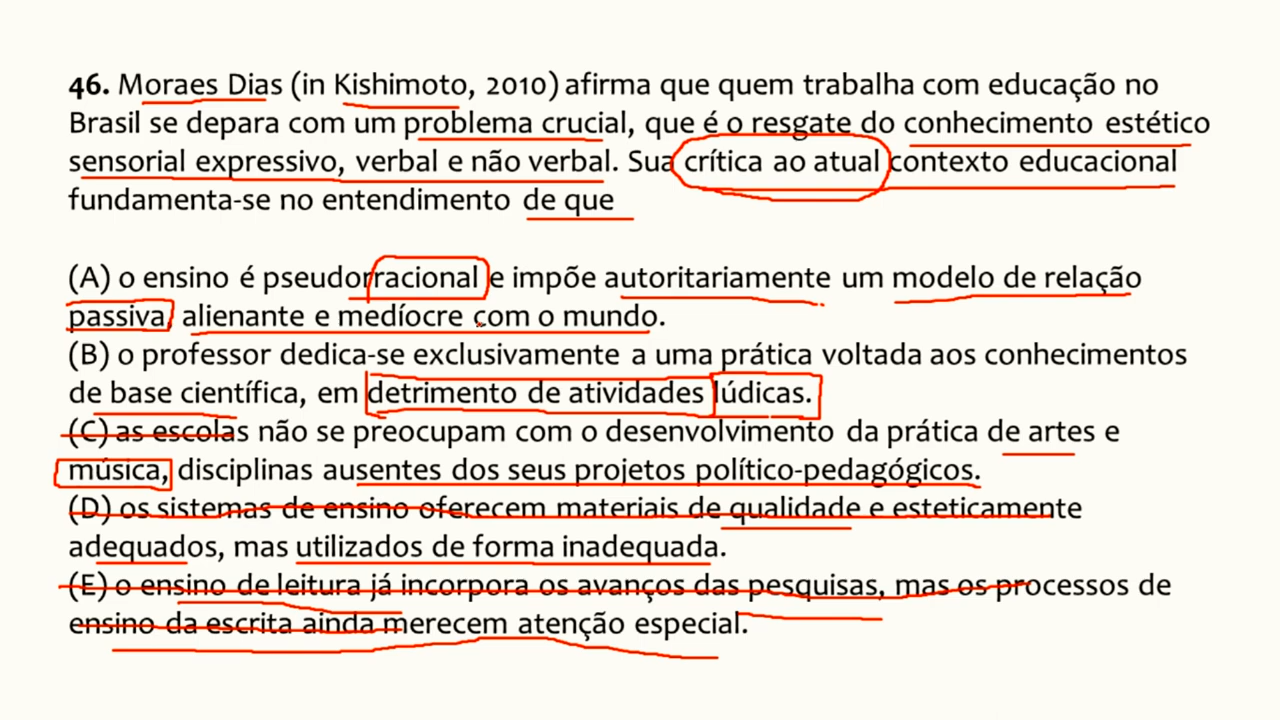 46. Moraes Dias (in Kishimoto, 2010) afirma que quem trabalha com educação no
Brasil se depara com um problema crucial, que é o resgate do conhecimento estético
sensorial expressivo, verbal e não verbal. Sua crítica ao atual contexto educacional
fundamenta-se no entendimento de que
(A) o ensino é pseudorracional e impõe autoritariamente um modelo de relação
passiva, alienante e medíocre com o mundo.
(B) o professor dedica-se exclusivamente a uma prática voltada aos conhecimentos
de base científica, em detrimento de atividades lúdicas.
(C) as escolas não se preocupam com o desenvolvimento da prática de artes e
música, disciplinas ausentes dos seus projetos político-pedagógicos.
(D) os sistemas de ensino oferecem materiais de qualidade e esteticamente
adequados, mas utilizados de forma inadequada.
(E) o ensino de leitura já incorpora os avanços das pesquisas, mas os processos de
ensino da escrita ainda merecem atenção especial.